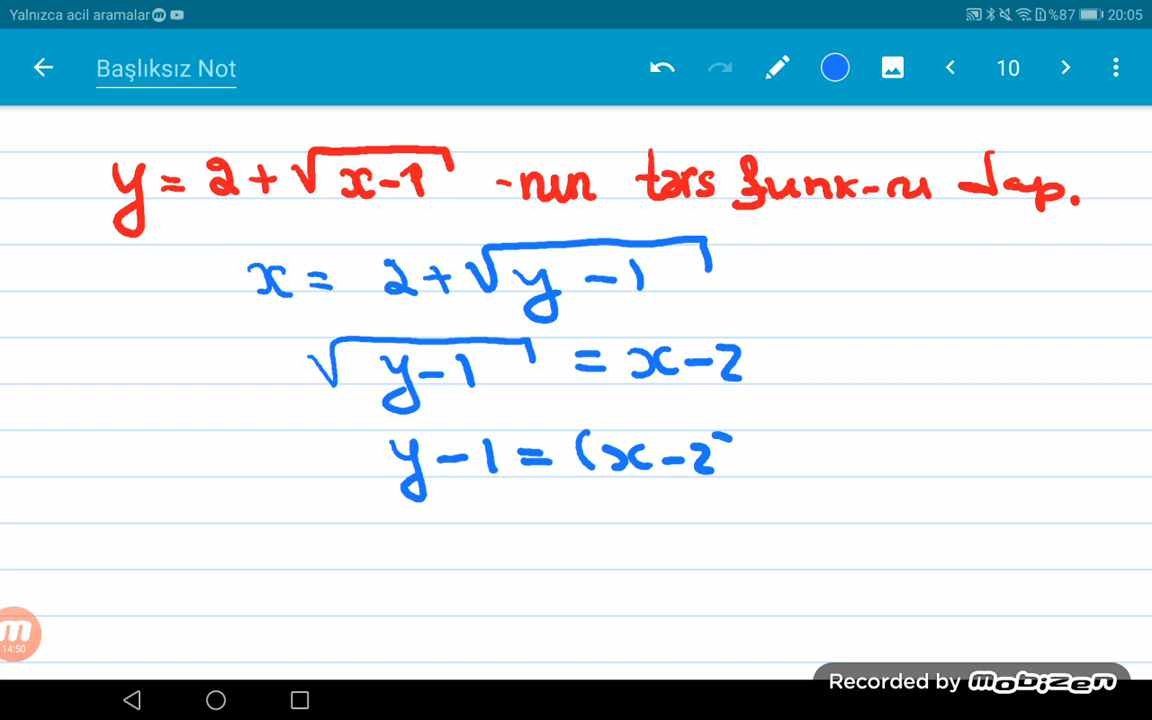 Yalnızca acil aramalar %87 20:05
Başlıksız Not 10
y = 2 + √(x-1) -nın tərs funk-nı tap.
x = 2 + √(y-1)
√(y-1) = x-2
y-1 = (x-2
14:50
Recorded by mobizen